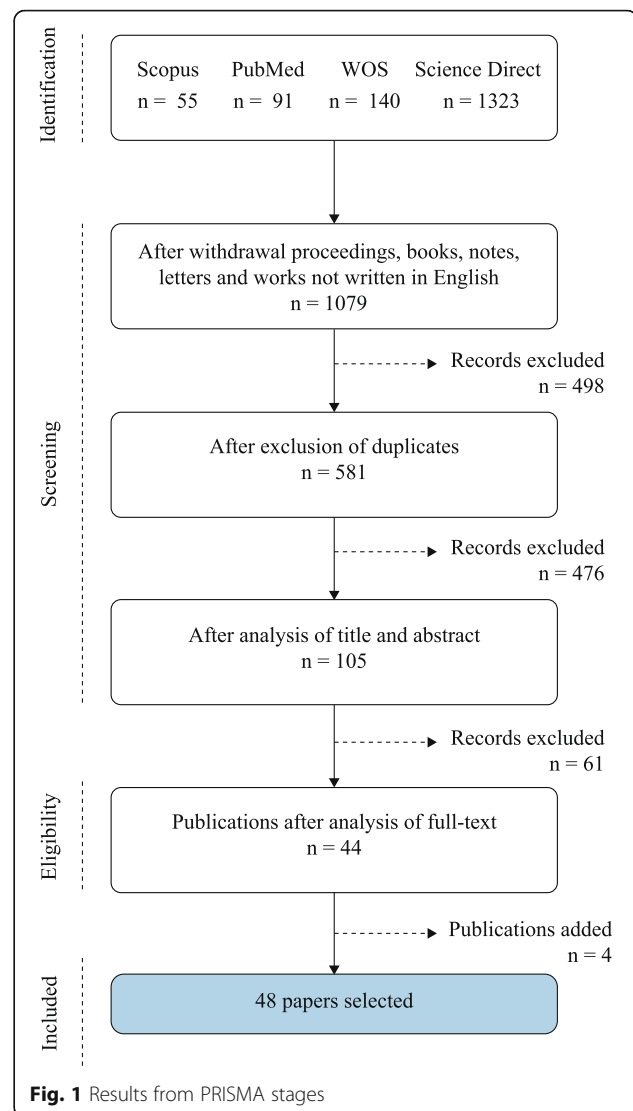 Identification
Scopus PubMed WOS Science Direct
n = 55 n = 91 n = 140 n = 1323
Screening
After withdrawal proceedings, books, notes,
letters and works not written in English
n = 1079
Records excluded
n = 498
After exclusion of duplicates
n = 581
Records excluded
n = 476
After analysis of title and abstract
n = 105
Records excluded
n = 61
Eligibility
Publications after analysis of full-text
n = 44
Publications added
n = 4
Included
48 papers selected
Fig. 1 Results from PRISMA stages